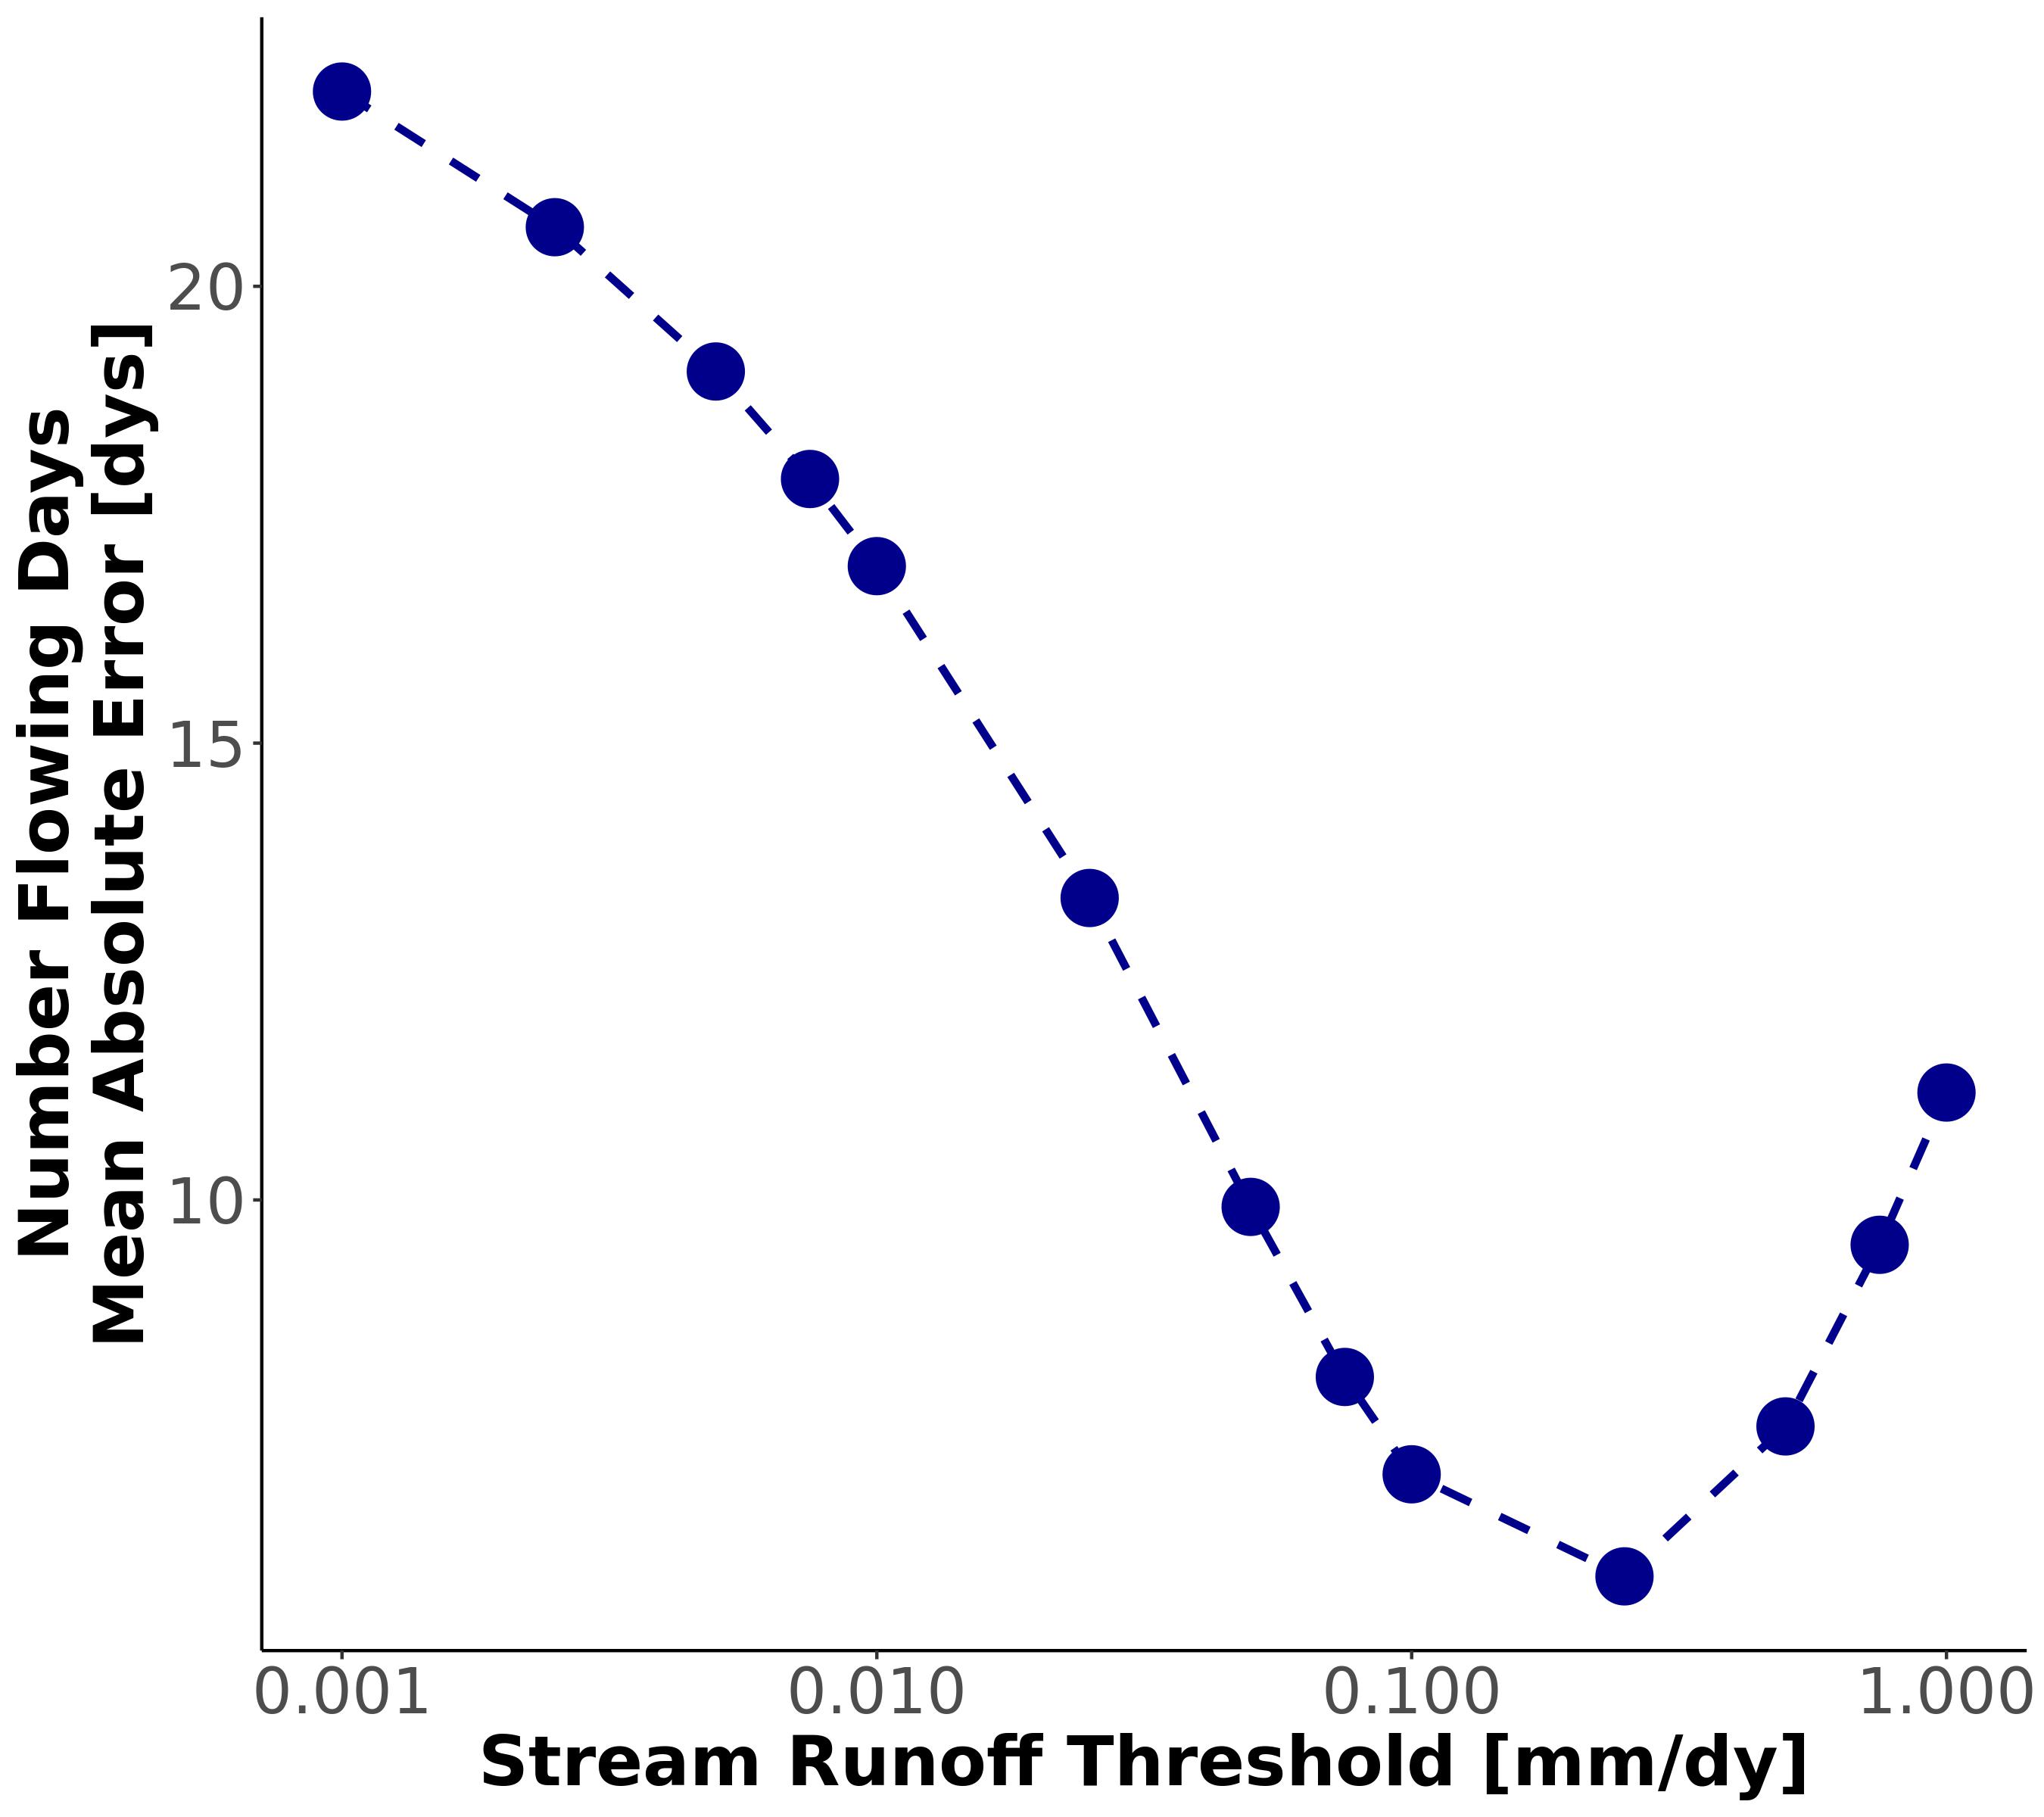 Number Flowing Days
Mean Absolute Error [dys]
20
15
10
0.001
0.010
0.100
1.000
Stream Runoff Threshold [mm/dy]